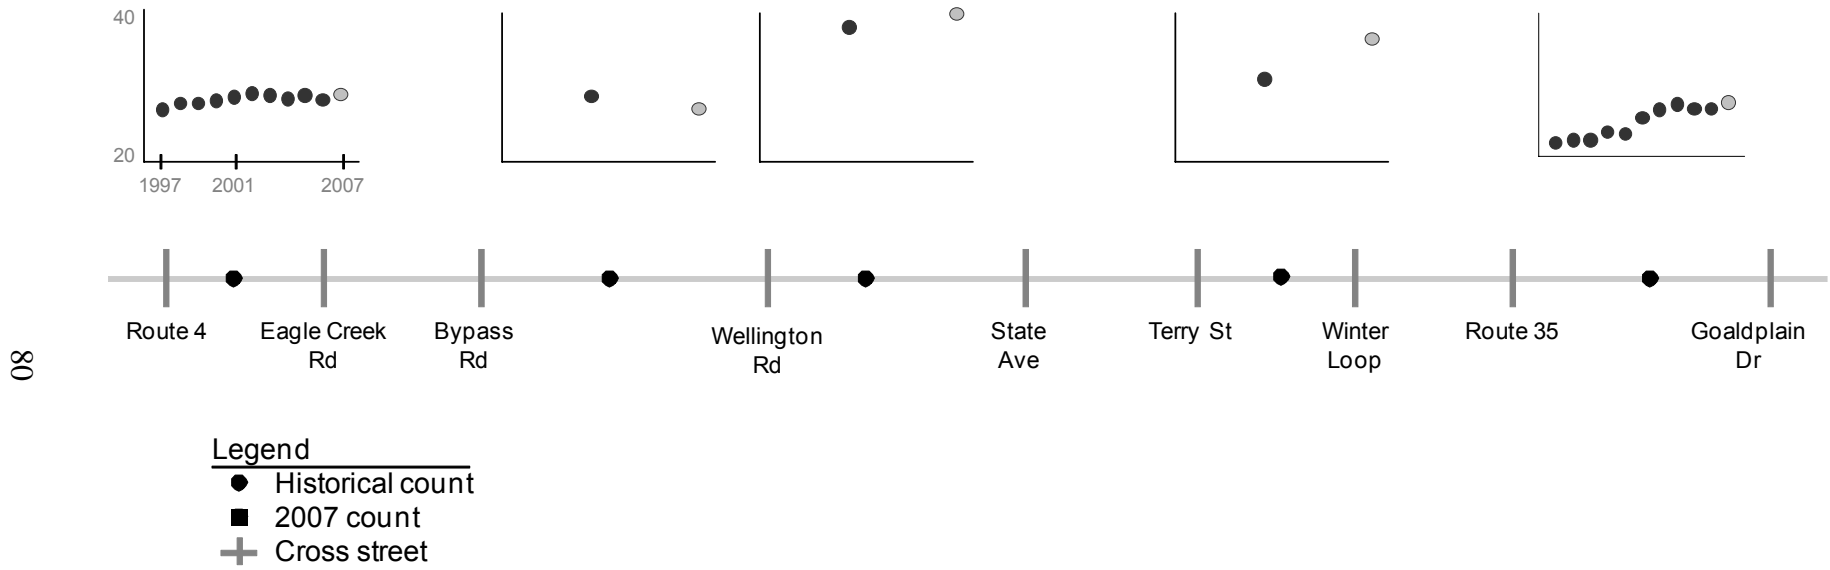 40
20
1997 2001 2007
Route 4
Eagle Creek
Rd
Bypass
Rd
Wellington
Rd
State
Ave
Terry St
Winter
Loop
Route 35
Goaldplain
Dr
80
Legend
Historical count
2007 count
Cross street